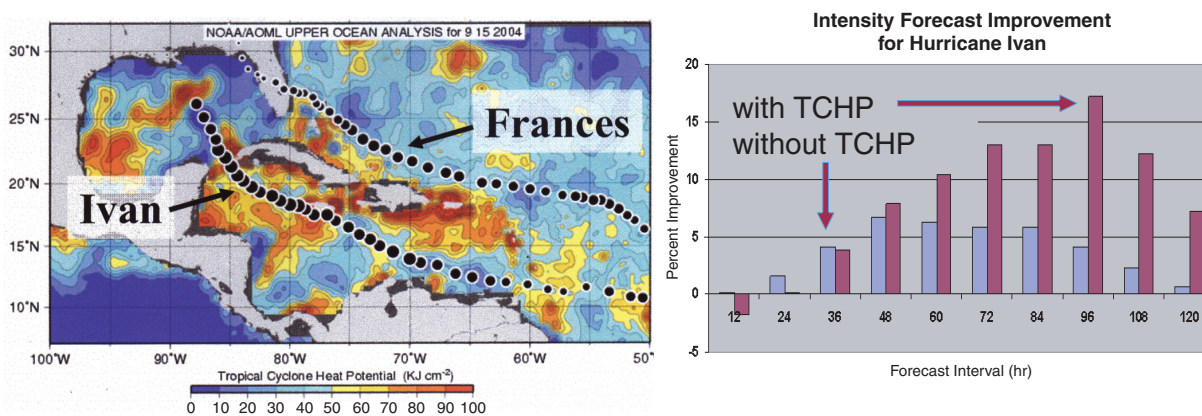 NOAA/AOML UPPER OCEAN ANALYSIS for 9 15 2004
30°N
25°N
20°N
15°N
10°N
Frances
Ivan
100°W
90°W
80°W
70°W
60°W
50°
Tropical Cyclone Heat Potential (KJ cm⁻²)
0 10 20 30 40 50 60 70 80 90 100
Intensity Forecast Improvement
for Hurricane Ivan
Percent Improvement
20
15
10
5
0
-5
with TCHP
without TCHP
12 24 36 48 60 72 84 96 108 120
Forecast Interval (hr)